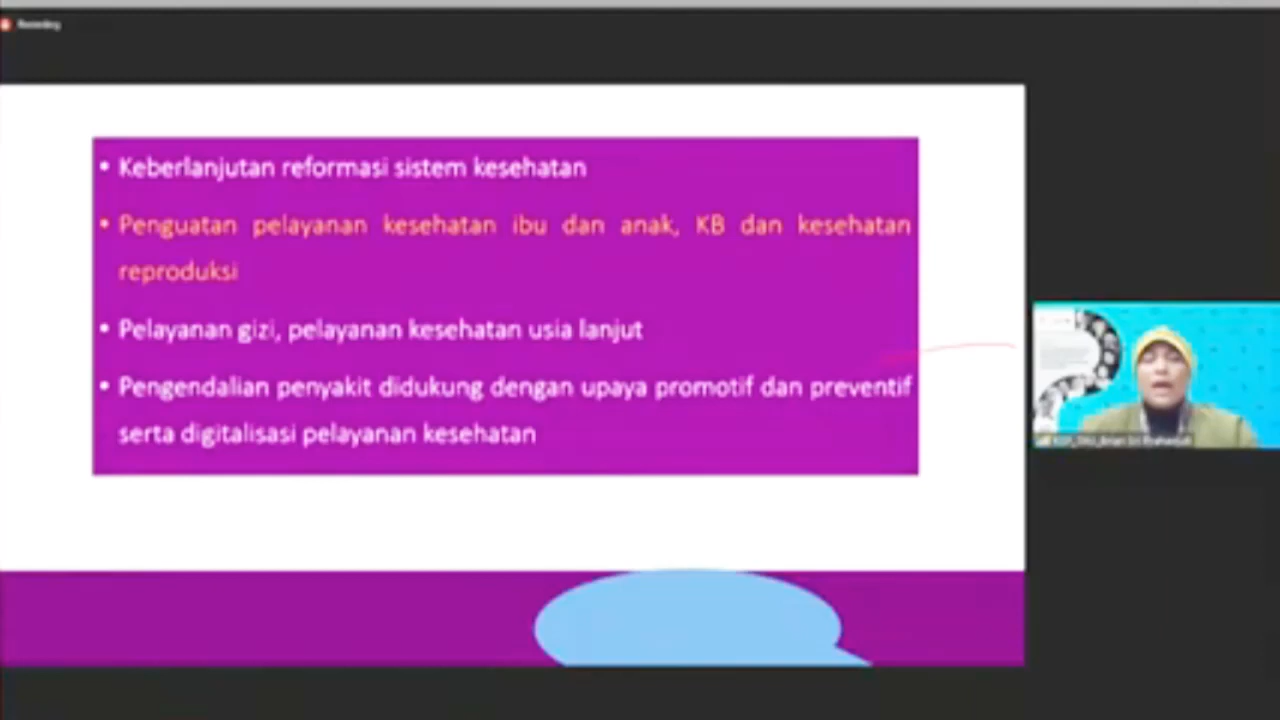 Recording
• Keberlanjutan reformasi sistem kesehatan
• Penguatan pelayanan kesehatan ibu dan anak, KB dan kesehatan
reproduksi
• Pelayanan gizi, pelayanan kesehatan usia lanjut
• Pengendalian penyakit didukung dengan upaya promotif dan preventif
serta digitalisasi pelayanan kesehatan